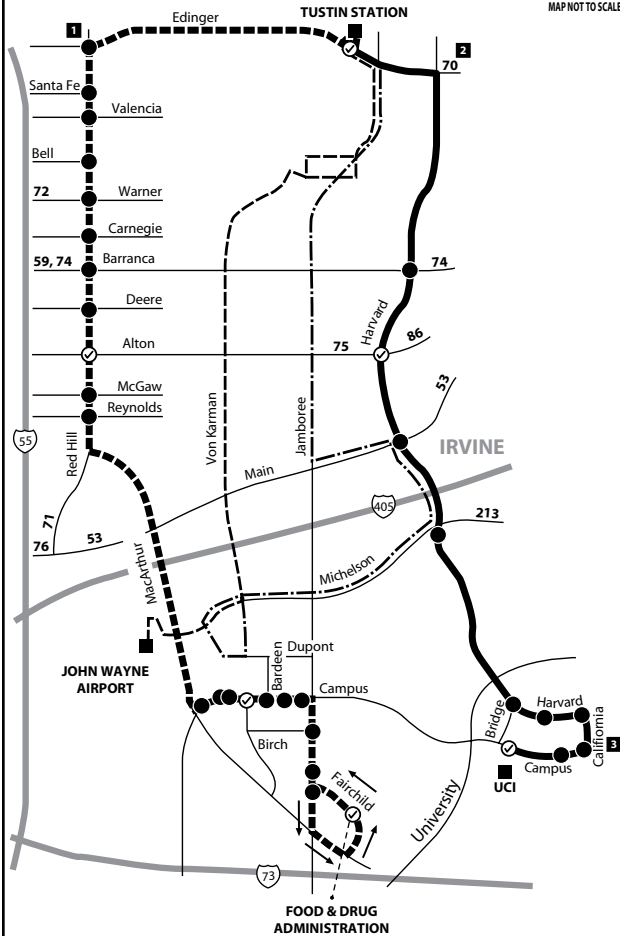 MAP NOT TO SCALE
TUSTIN STATION
Edinger
1
2
70
Santa Fe
Valencia
Bell
72
Warner
Carnegie
59, 74
Barranca
74
Deere
Harvard
86
Alton
75
53
McGaw
Reynolds
Von Karman
Jamboree
IRVINE
55
Red Hill
Main
405
71
213
76
53
MacArthur
Michelson
JOHN WAYNE
AIRPORT
Dupont
Bardeen
Campus
Birch
Bridge
Harvard
Califiornia
3
Campus
UCI
Fairchild
University
73
FOOD & DRUG
ADMINISTRATION